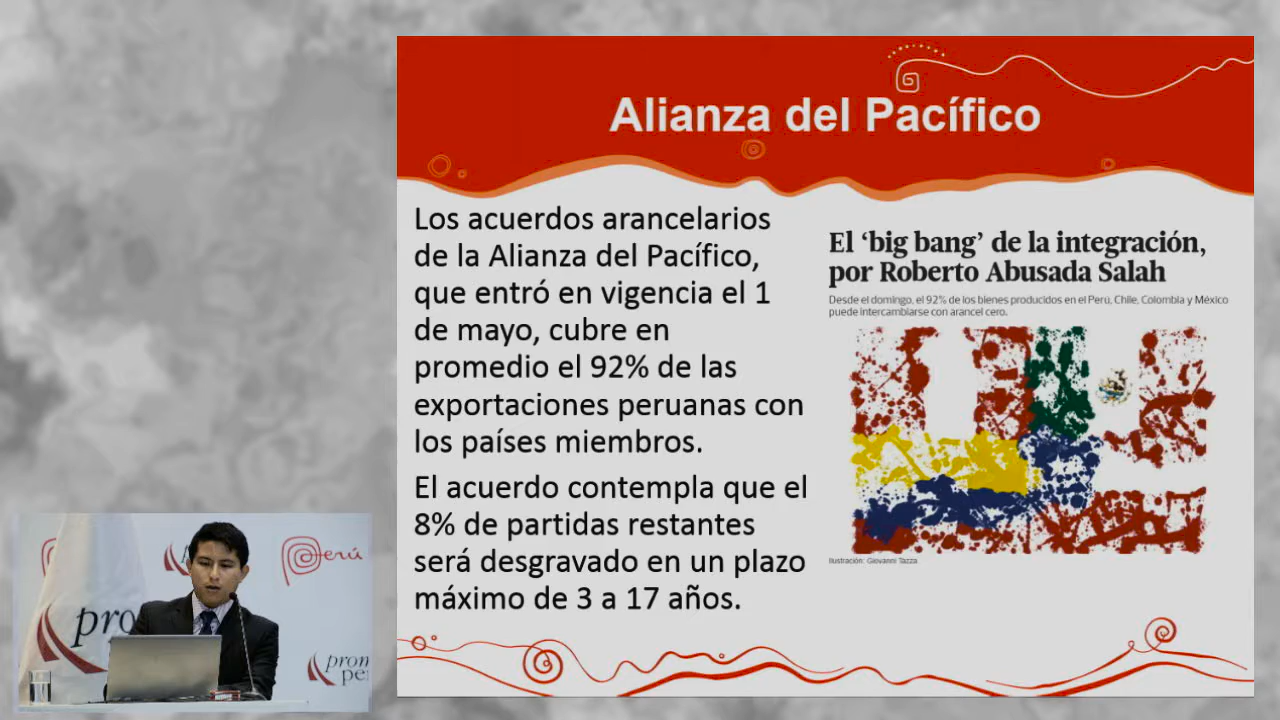 Alianza del Pacífico
Los acuerdos arancelarios
de la Alianza del Pacífico,
que entró en vigencia el 1
de mayo, cubre en
promedio el 92% de las
exportaciones peruanas con
los países miembros.
El acuerdo contempla que el
8% de partidas restantes
será desgravado en un plazo
máximo de 3 a 17 años.
El ‘big bang’ de la integración,
por Roberto Abusada Salah
Desde el domingo, el 92% de los bienes producidos en el Perú, Chile, Colombia y México
puede intercambiarse con arancel cero.
Ilustración: Giovanni Tazza
Perú
pro
prom
pe